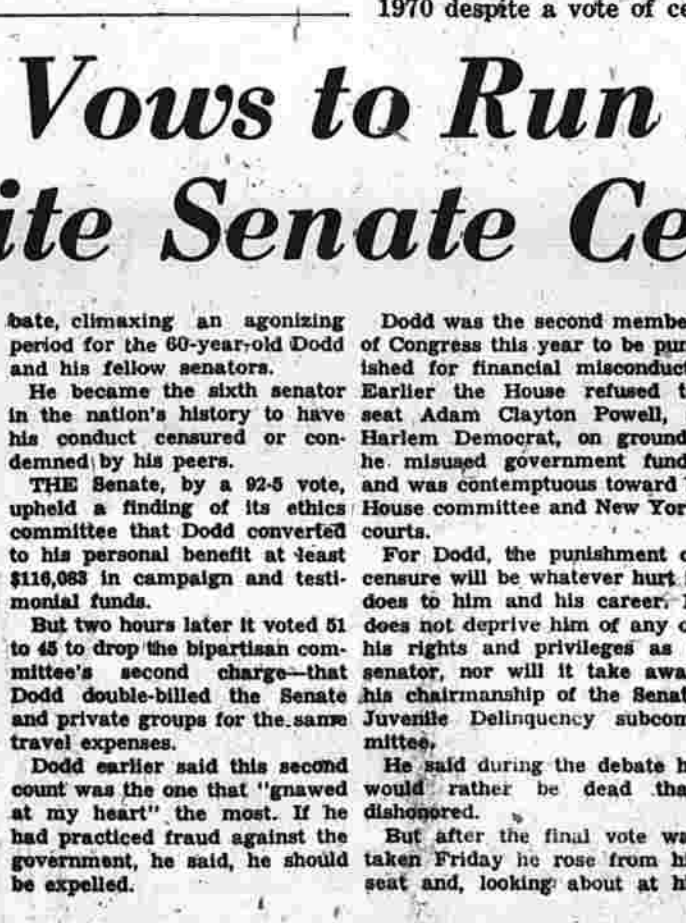 1970 despite a vote of ce
Vows to Run
ite Senate Ce
bate, climaxing an agonizing
period for the 60-year-old Dodd
and his fellow senators.
He became the sixth senator
in the nation's history to have
his conduct censured or con-
demned by his peers.
THE Senate, by a 92-5 vote,
upheld a finding of its ethics
committee that Dodd converted
to his personal benefit at least
$116,083 in campaign and testi-
monial funds.
But two hours later it voted 51
to 45 to drop the bipartisan com-
mittee's second charge—that
Dodd double-billed the Senate
and private groups for the same
travel expenses.
Dodd earlier said this second
count was the one that "gnawed
at my heart" the most. If he
had practiced fraud against the
government, he said, he should
be expelled.
Dodd was the second membe
of Congress this year to be pun
ished for financial misconduct
Earlier the House refused t
seat Adam Clayton Powell,
Harlem Democrat, on ground
he misused government fund
and was contemptuous toward
House committee and New Yor
courts.
For Dodd, the punishment o
censure will be whatever hurt
does to him and his career.
does not deprive him of any o
his rights and privileges as
senator, nor will it take awa
his chairmanship of the Senat
Juvenile Delinquency subcom
mittee.
He said during the debate h
would rather be dead tha
dishonored.
But after the final vote wa
taken Friday he rose from hi
seat and, looking about at hi